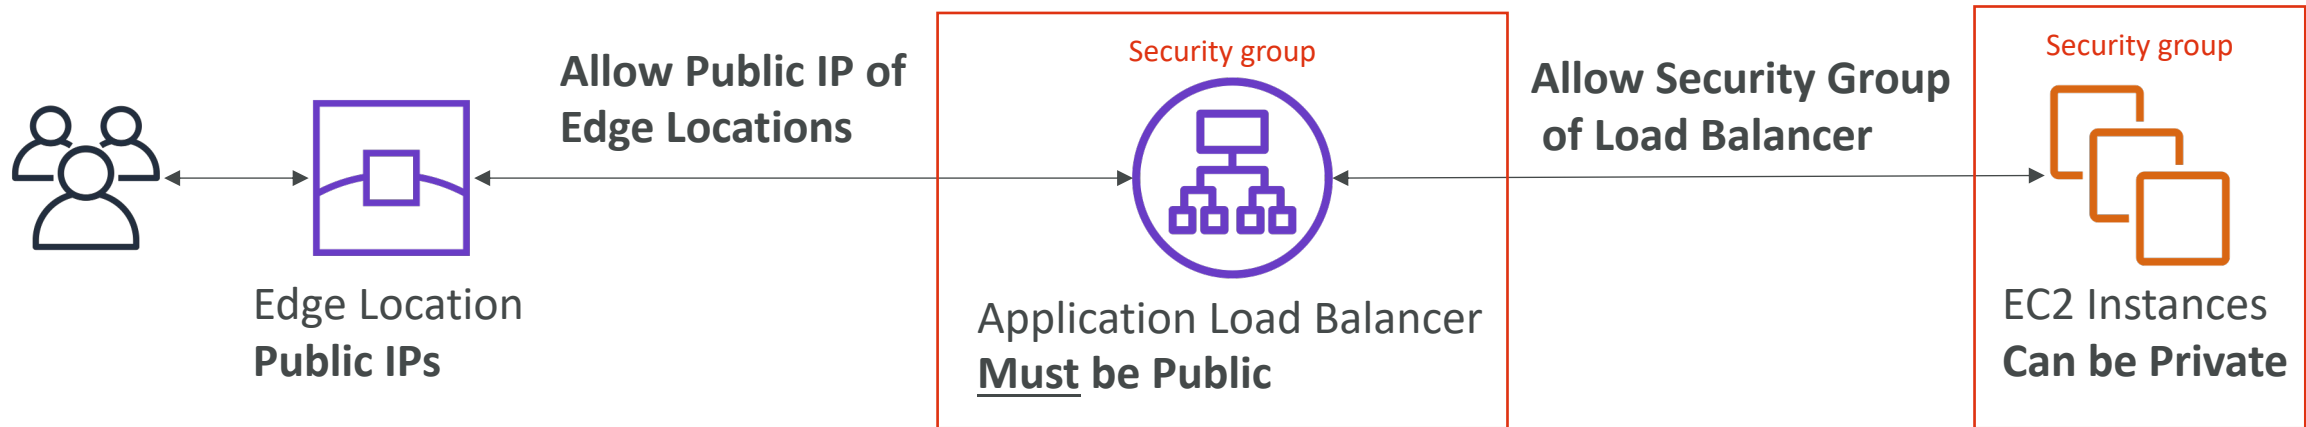 Edge Location
Public IPs
Allow Public IP of
Edge Locations
Security group
Application Load Balancer
Must be Public
Allow Security Group
of Load Balancer
Security group
EC2 Instances
Can be Private